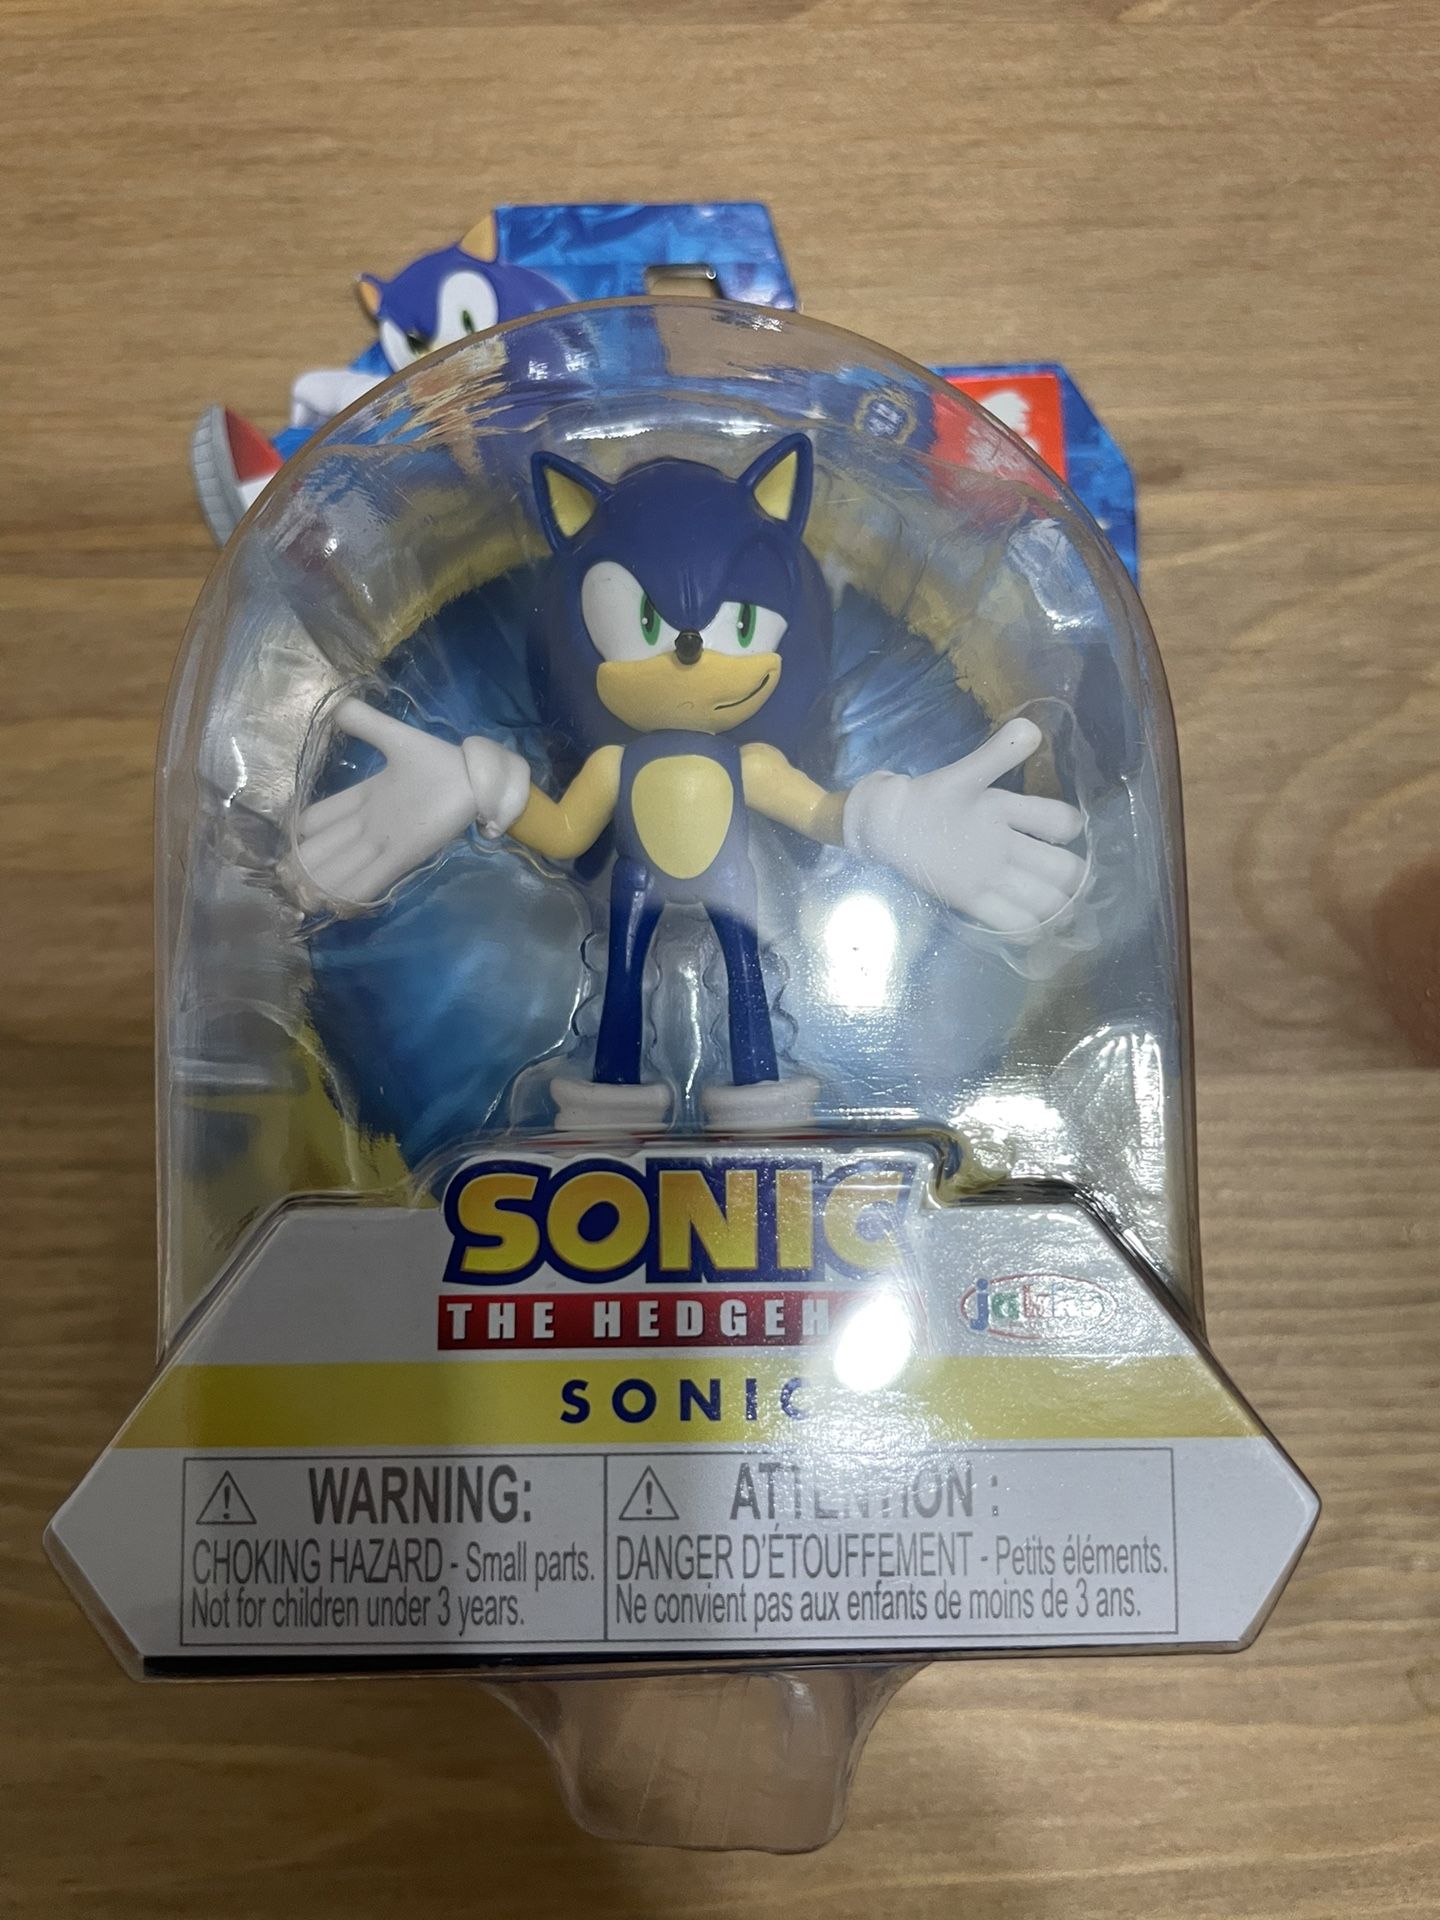 SONIC
THE HEDGEH
SONIC
WARNING:
CHOKING HAZARD - Small parts.
Not for children under 3 years.
ATTENTION :
DANGER D'ÉTOUFFEMENT - Petits éléments.
Ne convient pas aux enfants de moins de 3 ans.
jakks